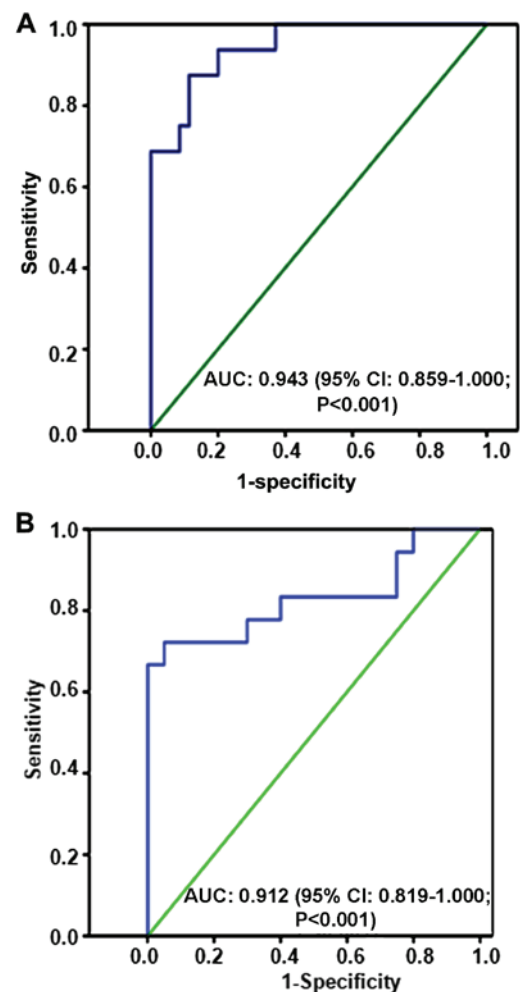 A
1.0
0.8
0.6
0.4
0.2
0.0
Sensitivity
AUC: 0.943 (95% CI: 0.859-1.000;
P<0.001)
0.0 0.2 0.4 0.6 0.8 1.0
1-specificity
B
1.0
0.8
0.6
0.4
0.2
0.0
Sensitivity
AUC: 0.912 (95% CI: 0.819-1.000;
P<0.001)
0.0 0.2 0.4 0.6 0.8 1.0
1-Specificity